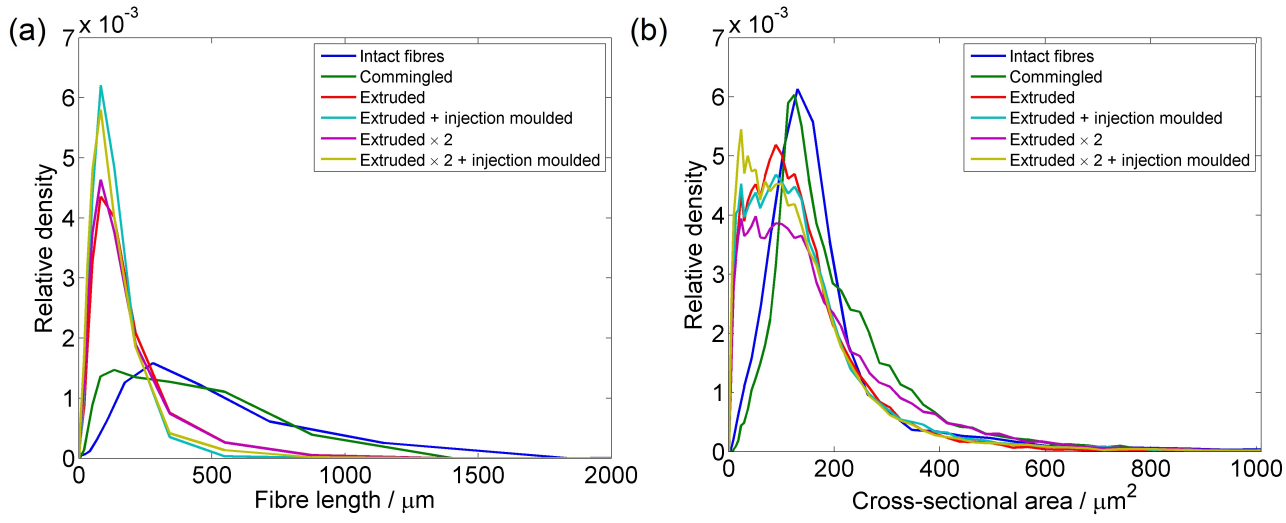 (a)
7 x 10⁻³
6
5
4
3
2
1
0
Relative density
0
500
1000
1500
2000
Fibre length / μm
Intact fibres
Commingled
Extruded
Extruded + injection moulded
Extruded × 2
Extruded × 2 + injection moulded
(b)
7 x 10⁻³
6
5
4
3
2
1
0
Relative density
0
200
400
600
800
1000
Cross-sectional area / μm²
Intact fibres
Commingled
Extruded
Extruded + injection moulded
Extruded × 2
Extruded × 2 + injection moulded